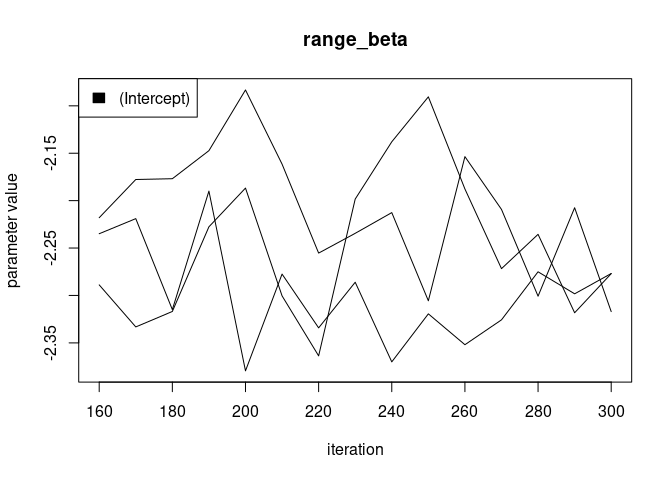 range_beta
(Intercept)
parameter value
-2.15
-2.25
-2.35
160 180 200 220 240 260 280 300
iteration